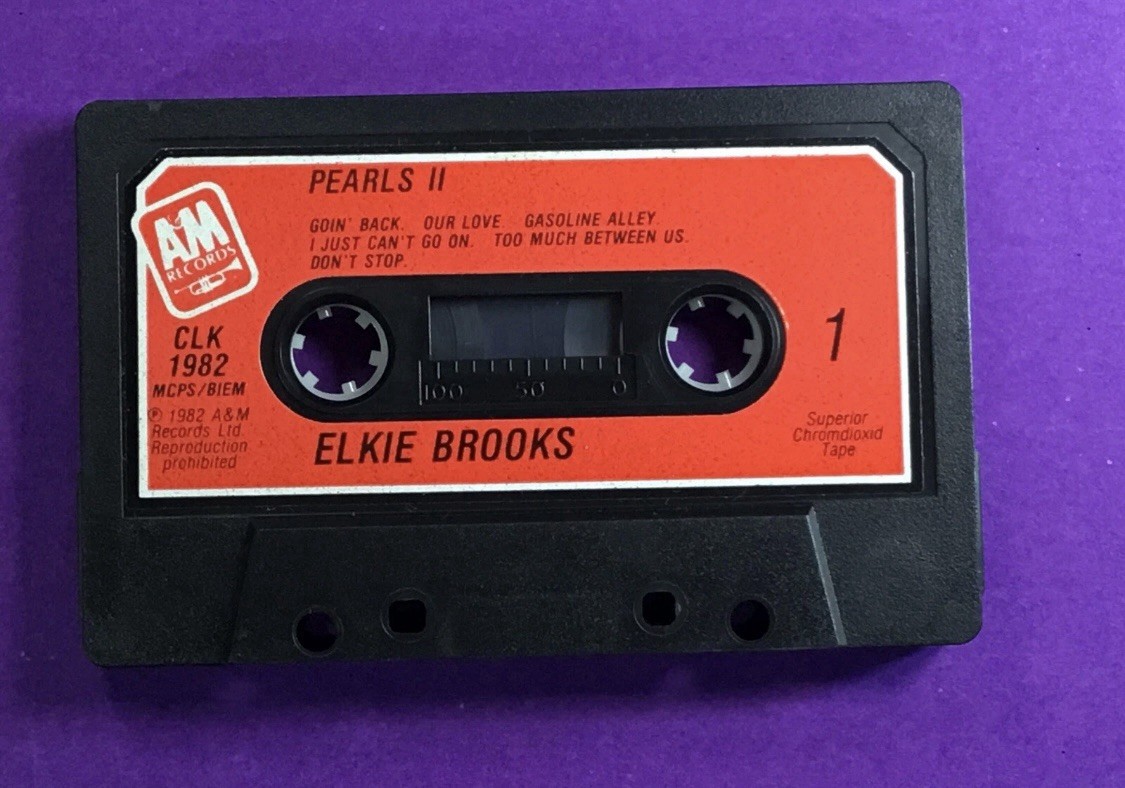 PEARLS II
GOIN' BACK. OUR LOVE. GASOLINE ALLEY.
I JUST CAN'T GO ON. TOO MUCH BETWEEN US.
DON'T STOP.
A&M
RECORDS
CLK
1982
MCPS/BIEM
℗ 1982 A&M
Records Ltd.
Reproduction
prohibited
100 50 0
1
ELKIE BROOKS
Superior
Chromdioxid
Tape